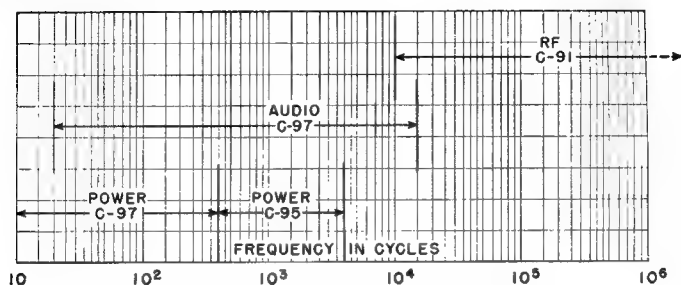 RF
C-91
AUDIO
C-97
POWER
C-97
POWER
C-95
FREQUENCY IN CYCLES
10 10² 10³ 10⁴ 10⁵ 10⁶